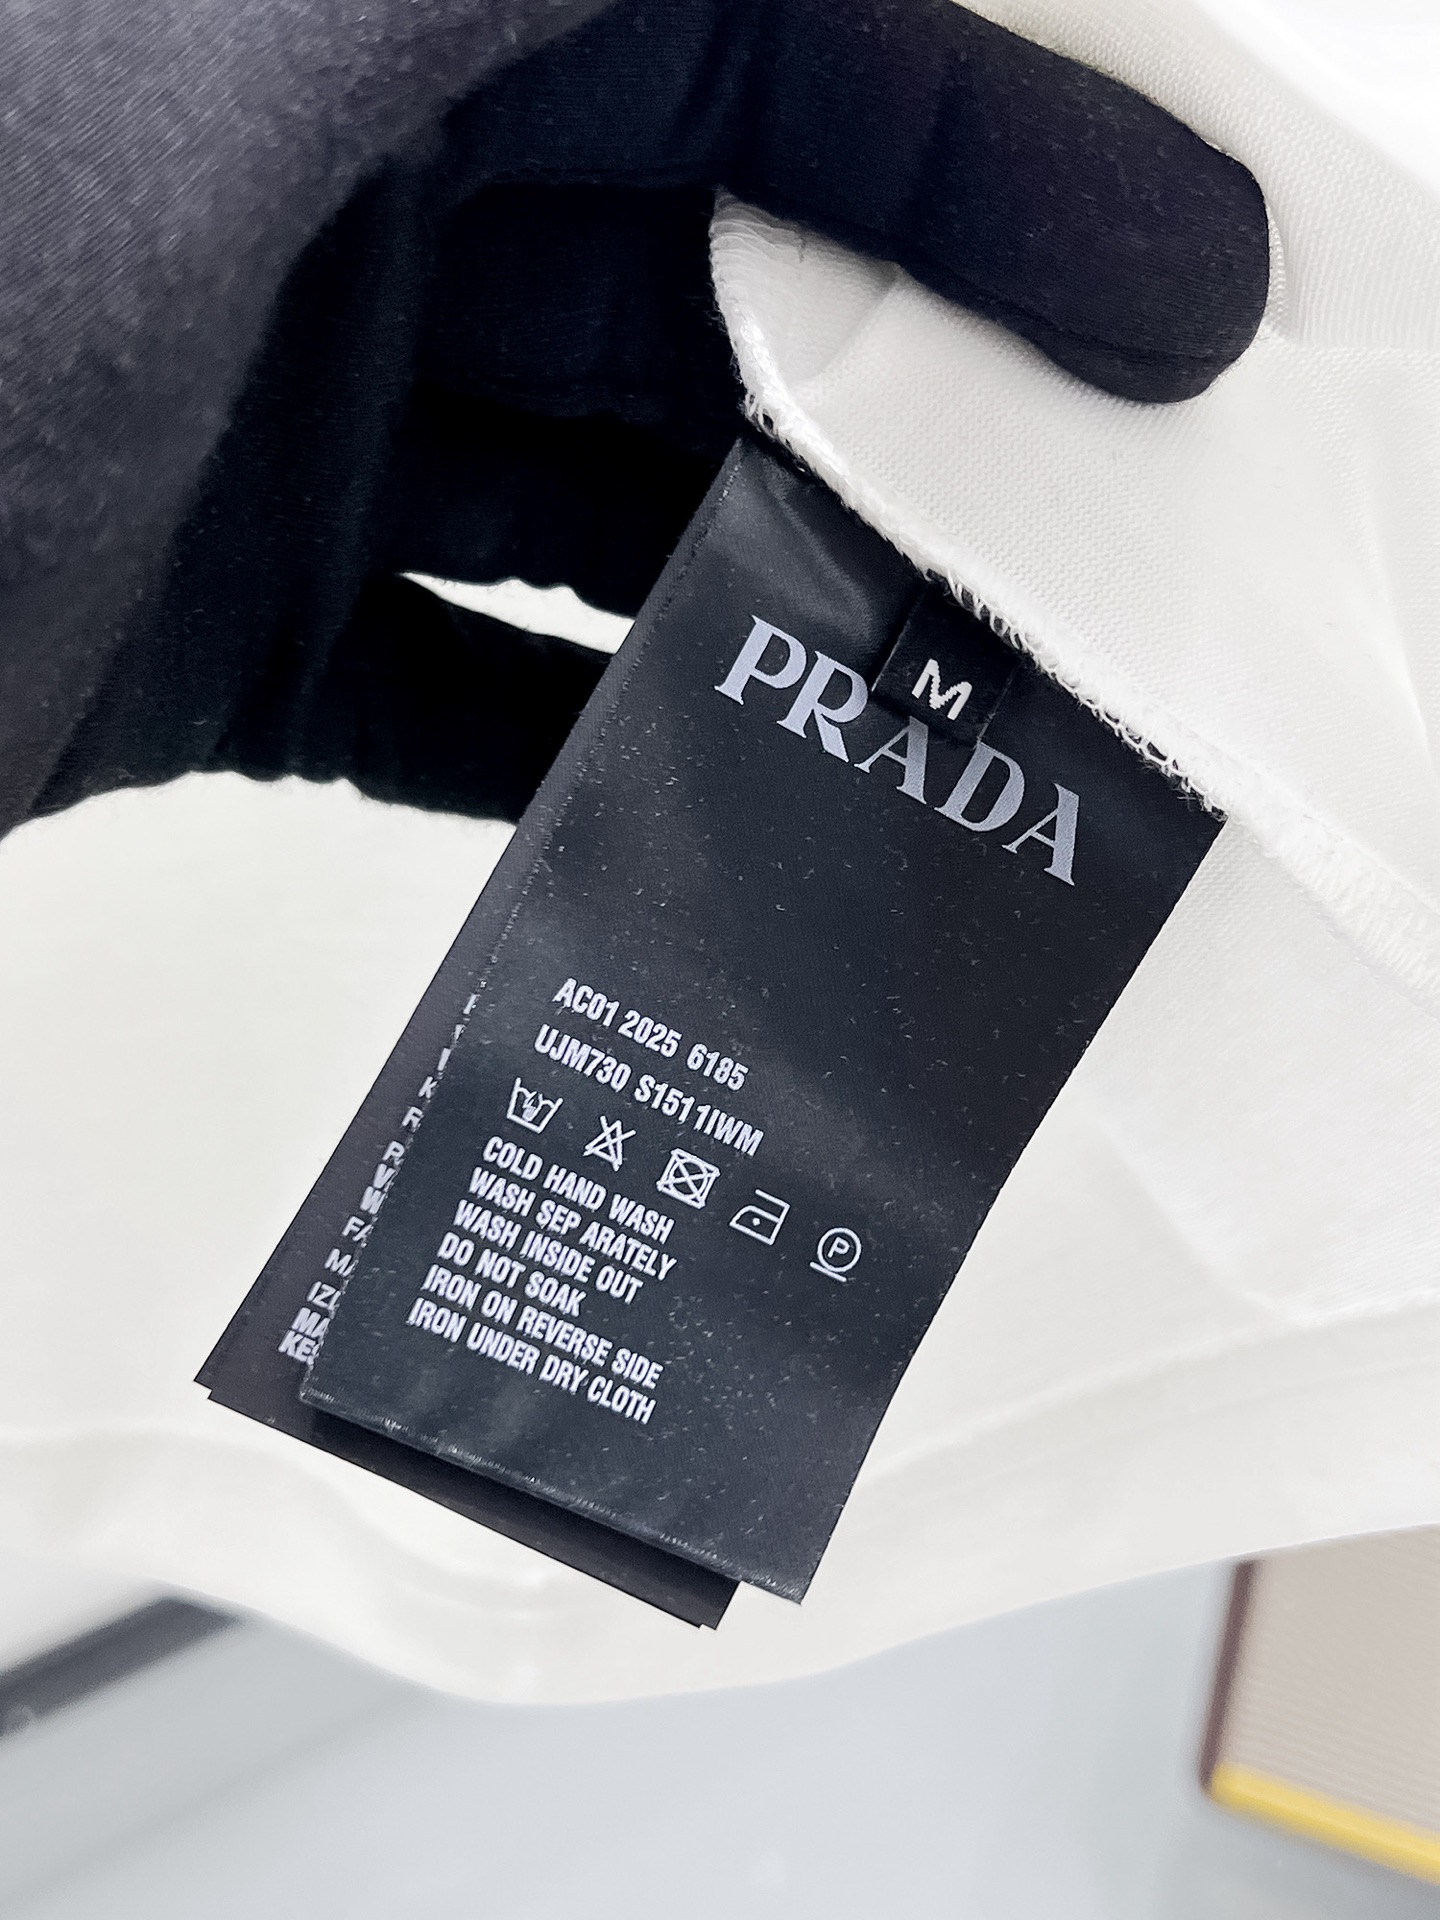 M
PRADA
AC01 2025 6185
UJM730 S1511IWM
P
COLD HAND WASH
WASH SEP ARATELY
WASH INSIDE OUT
DO NOT SOAK
IRON ON REVERSE SIDE
IRON UNDER DRY CLOTH